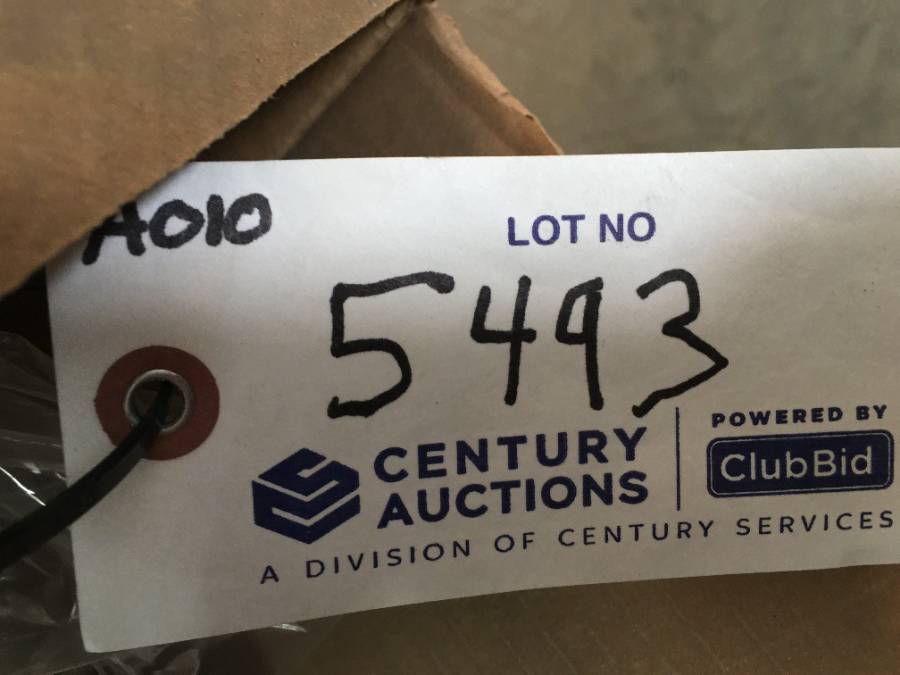 A010
LOT NO
5493
CENTURY
AUCTIONS
POWERED BY
ClubBid
A DIVISION OF CENTURY SERVICES